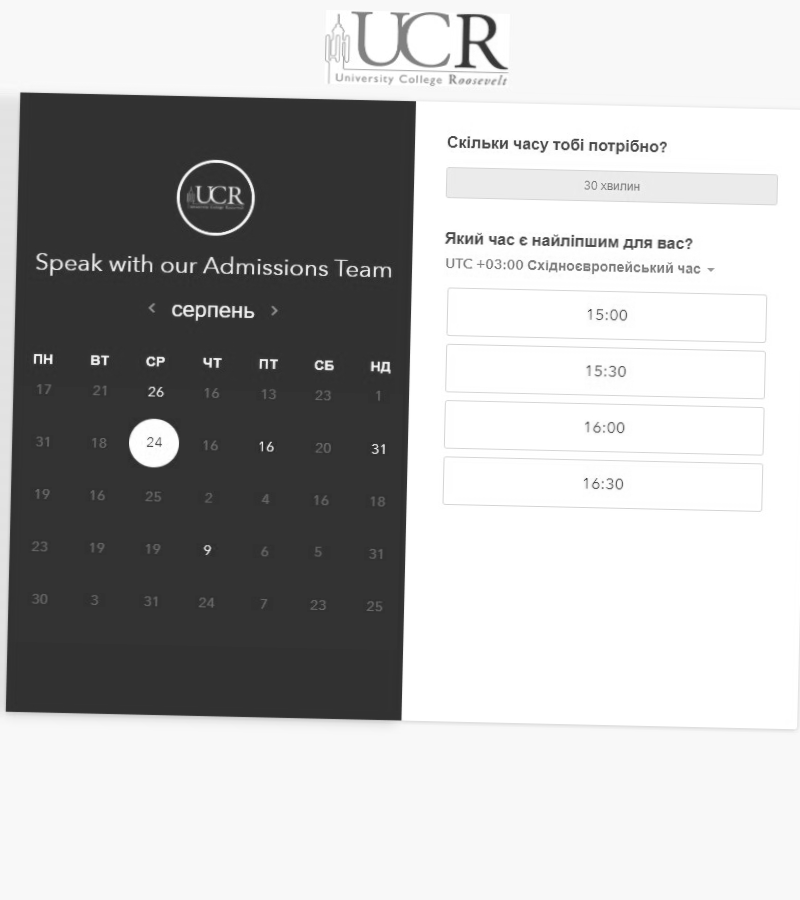 UCR
University College Roosevelt
UCR
University College Roosevelt
Speak with our Admissions Team
серпень
ПН ВТ СР ЧТ ПТ СБ НД
17 21 26 16 13 23 1
31 18 24 16 16 20 31
19 16 25 2 4 16 18
23 19 19 9 6 5 31
30 3 31 24 7 23 25
Скільки часу тобі потрібно?
30 хвилин
Який час є найліпшим для вас?
UTC +03:00 Східноєвропейський час
15:00
15:30
16:00
16:30